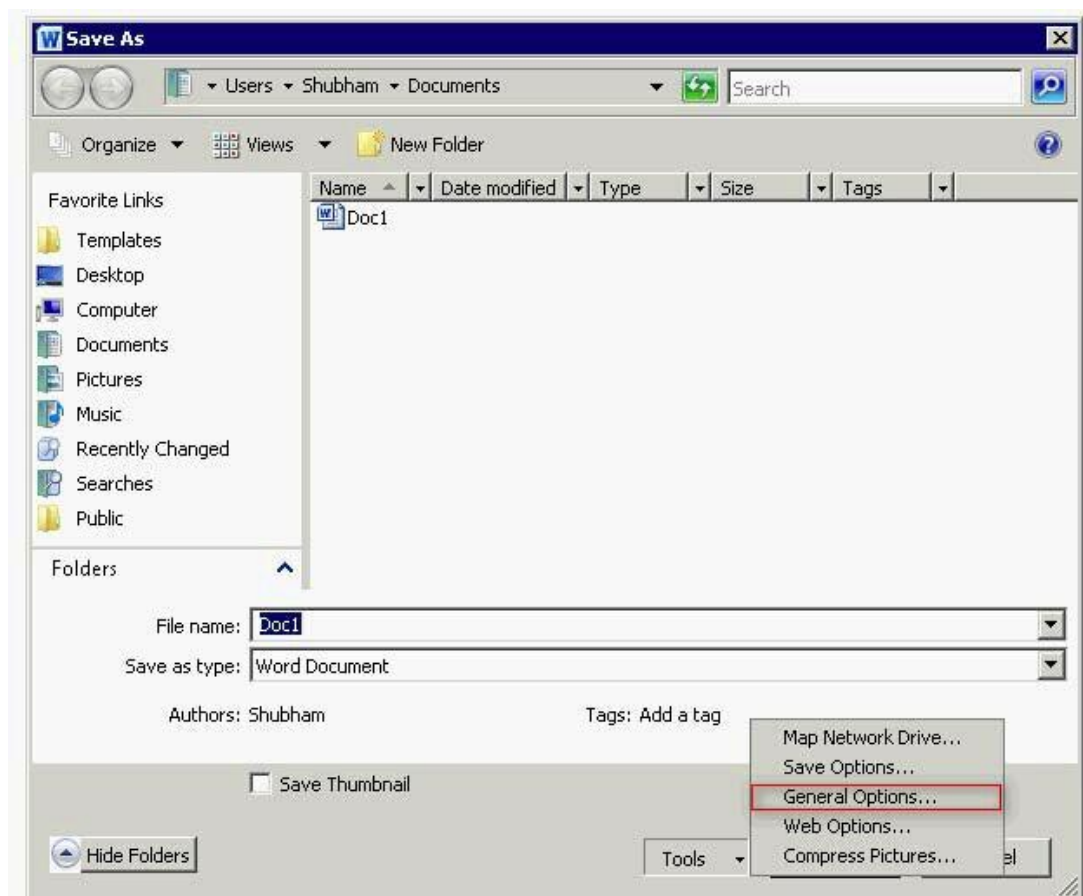 Save As
Users Shubham Documents
Search
Organize Views New Folder
Favorite Links
Templates
Desktop
Computer
Documents
Pictures
Music
Recently Changed
Searches
Public
Folders
Name Date modified Type Size Tags
Doc1
File name: Doc1
Save as type: Word Document
Authors: Shubham Tags: Add a tag
Save Thumbnail
Map Network Drive...
Save Options...
General Options...
Web Options...
Compress Pictures...
Hide Folders Tools